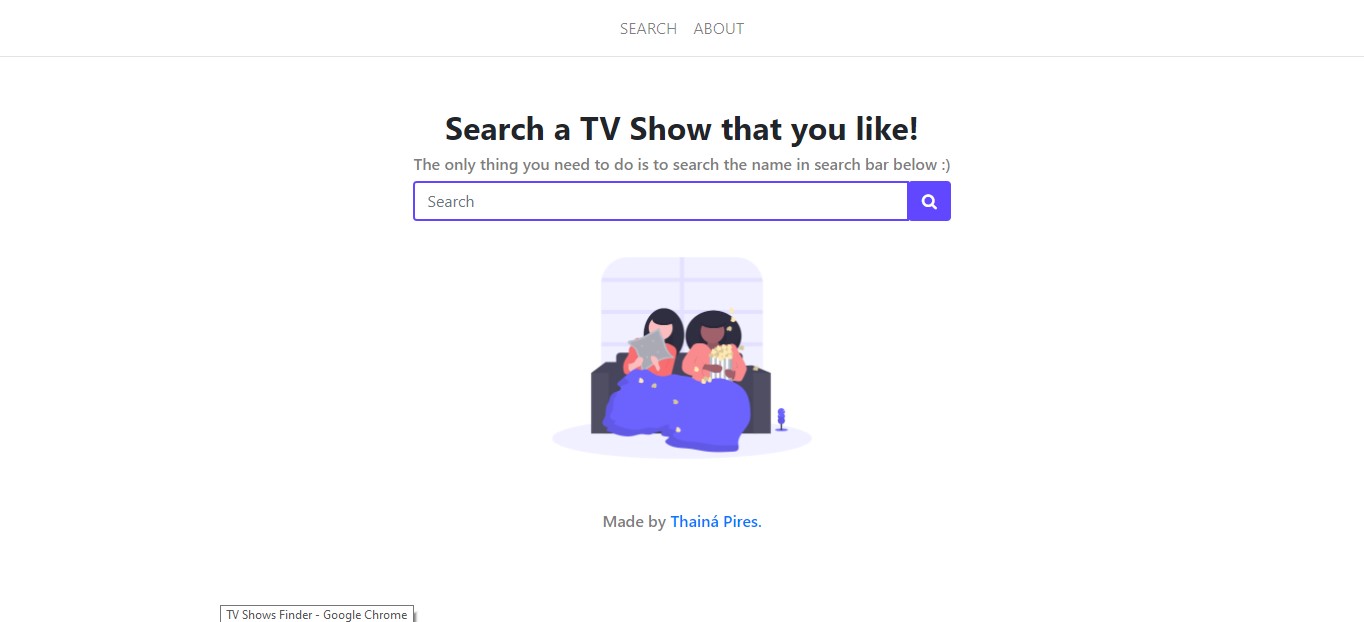 SEARCH ABOUT
Search a TV Show that you like!
The only thing you need to do is to search the name in search bar below :)
Search
Made by Thainá Pires.
TV Shows Finder - Google Chrome